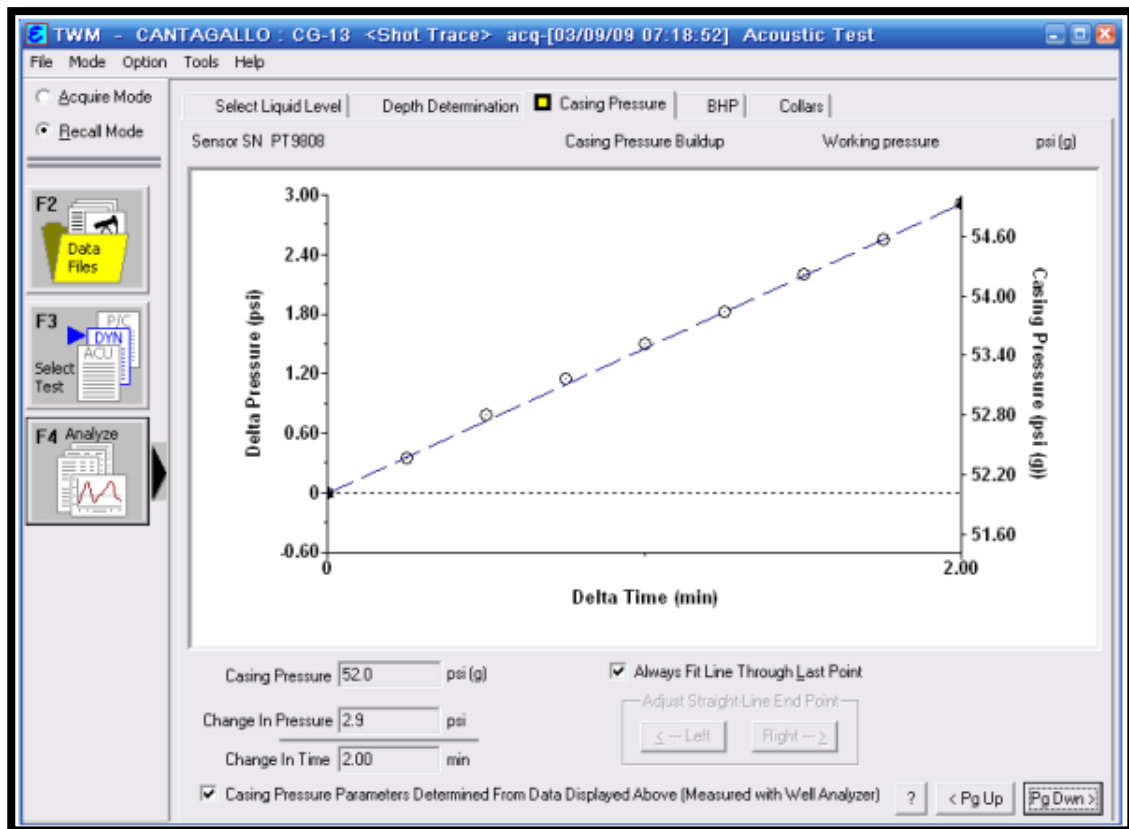 TWM - CANTAGALLO : CG-13 <Shot Trace> acq-[03/09/09 07:18:52] Acoustic Test
File Mode Option Tools Help
Acquire Mode
Recall Mode
Select Liquid Level Depth Determination Casing Pressure BHP Collars
Sensor SN PT9808 Casing Pressure Buildup Working pressure psi (g)
F2
Data
Files
F3
P/C
DYN
ACU
Select
Test
F4 Analyze
3.00
2.40
1.80
1.20
0.60
0
-0.60
Delta Pressure (psi)
0
2.00
Delta Time (min)
54.60
54.00
53.40
52.80
52.20
51.60
Casing Pressure (psi (g))
Casing Pressure 52.0 psi (g)
Change In Pressure 2.9 psi
Change In Time 2.00 min
Always Fit Line Through Last Point
Adjust Straight-Line End Point
< --- Left Right --- >
Casing Pressure Parameters Determined From Data Displayed Above (Measured with Well Analyzer)
? < Pg Up Pg Dwn >